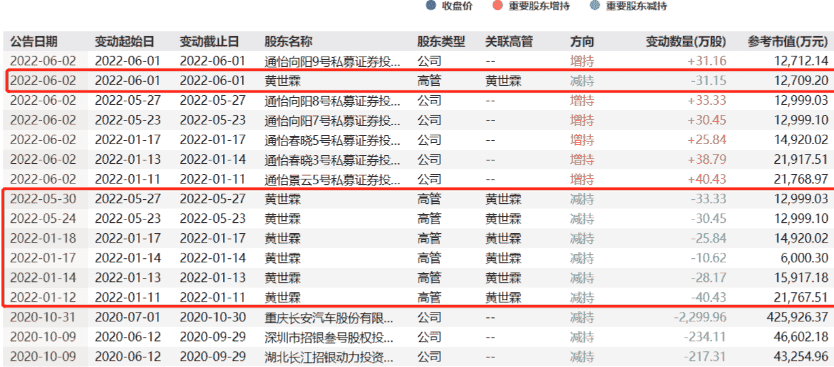 收盘价 重要股东增持 重要股东减持
公告日期 变动起始日 变动截止日 股东名称 股东类型 关联高管 方向 变动数量(万股) 参考市值(万元)
2022-06-02 2022-06-01 2022-06-01 通怡向阳9号私募证券投... 公司 -- 增持 +31.16 12,712.14
2022-06-02 2022-06-01 2022-06-01 黄世霖 高管 黄世霖 减持 -31.15 12,709.20
2022-06-02 2022-05-27 2022-05-27 通怡向阳8号私募证券投... 公司 -- 增持 +33.33 12,999.03
2022-06-02 2022-05-23 2022-05-23 通怡向阳7号私募证券投... 公司 -- 增持 +30.45 12,999.10
2022-06-02 2022-01-17 2022-01-17 通怡春晓5号私募证券投... 公司 -- 增持 +25.84 14,920.02
2022-06-02 2022-01-13 2022-01-14 通怡春晓3号私募证券投... 公司 -- 增持 +38.79 21,917.51
2022-06-02 2022-01-11 2022-01-11 通怡景云5号私募证券投... 公司 -- 增持 +40.43 21,768.97
2022-05-30 2022-05-27 2022-05-27 黄世霖 高管 黄世霖 减持 -33.33 12,999.03
2022-05-24 2022-05-23 2022-05-23 黄世霖 高管 黄世霖 减持 -30.45 12,999.10
2022-01-18 2022-01-17 2022-01-17 黄世霖 高管 黄世霖 减持 -25.84 14,920.02
2022-01-17 2022-01-14 2022-01-14 黄世霖 高管 黄世霖 减持 -10.62 6,000.30
2022-01-14 2022-01-13 2022-01-13 黄世霖 高管 黄世霖 减持 -28.17 15,917.18
2022-01-12 2022-01-11 2022-01-11 黄世霖 高管 黄世霖 减持 -40.43 21,767.51
2020-10-31 2020-07-01 2020-10-30 重庆长安汽车股份有限... 公司 -- 减持 -2,299.96 425,926.37
2020-10-09 2020-06-12 2020-09-29 深圳市招银叁号股权投... 公司 -- 减持 -234.11 46,602.18
2020-10-09 2020-06-12 2020-09-29 湖北长江招银动力投资... 公司 -- 减持 -217.31 43,254.96